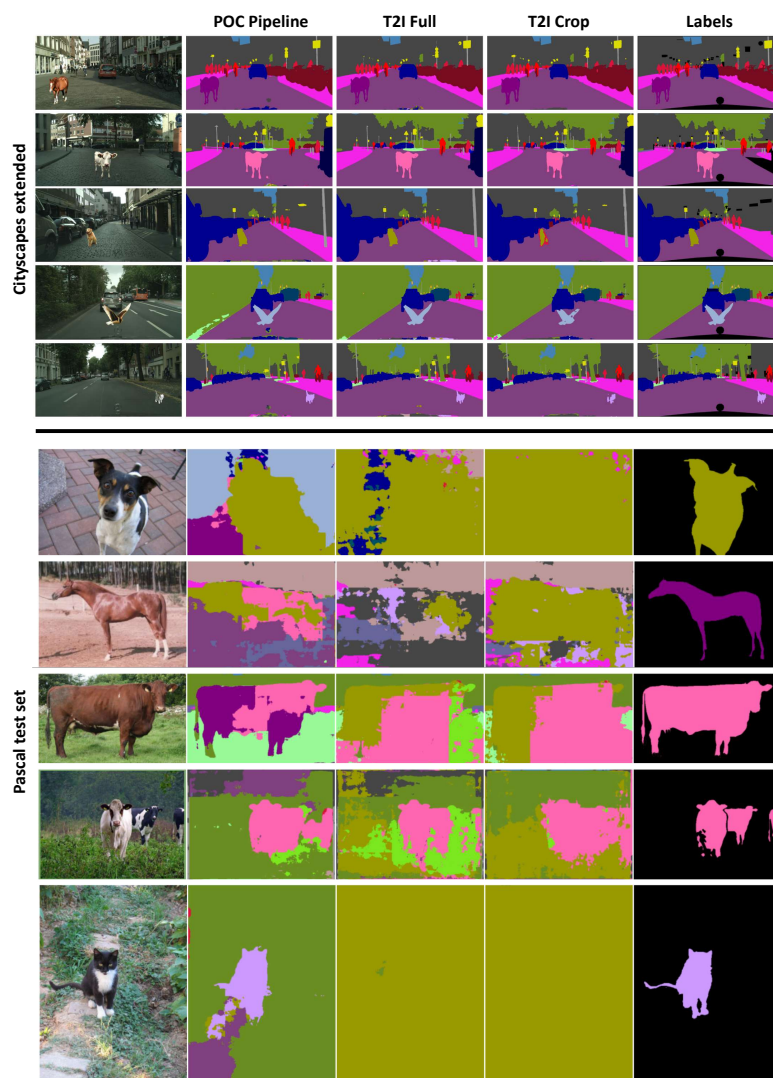 POC Pipeline
T2I Full
T2I Crop
Labels
Cityscapes extended
Pascal test set